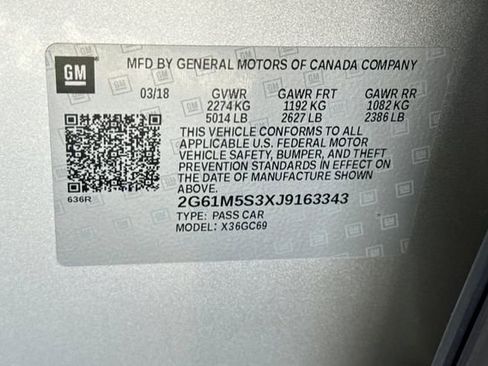 GM
MFD BY GENERAL MOTORS OF CANADA COMPANY
03/18 GVWR GAWR FRT GAWR RR
2274 KG 1192 KG 1082 KG
5014 LB 2627 LB 2386 LB
THIS VEHICLE CONFORMS TO ALL
APPLICABLE U.S. FEDERAL MOTOR
VEHICLE SAFETY, BUMPER, AND THEFT
PREVENTION STANDARDS IN EFFECT ON
THE DATE OF MANUFACTURE SHOWN
ABOVE.
636R
2G61M5S3XJ9163343
TYPE: PASS CAR
MODEL: X36GC69